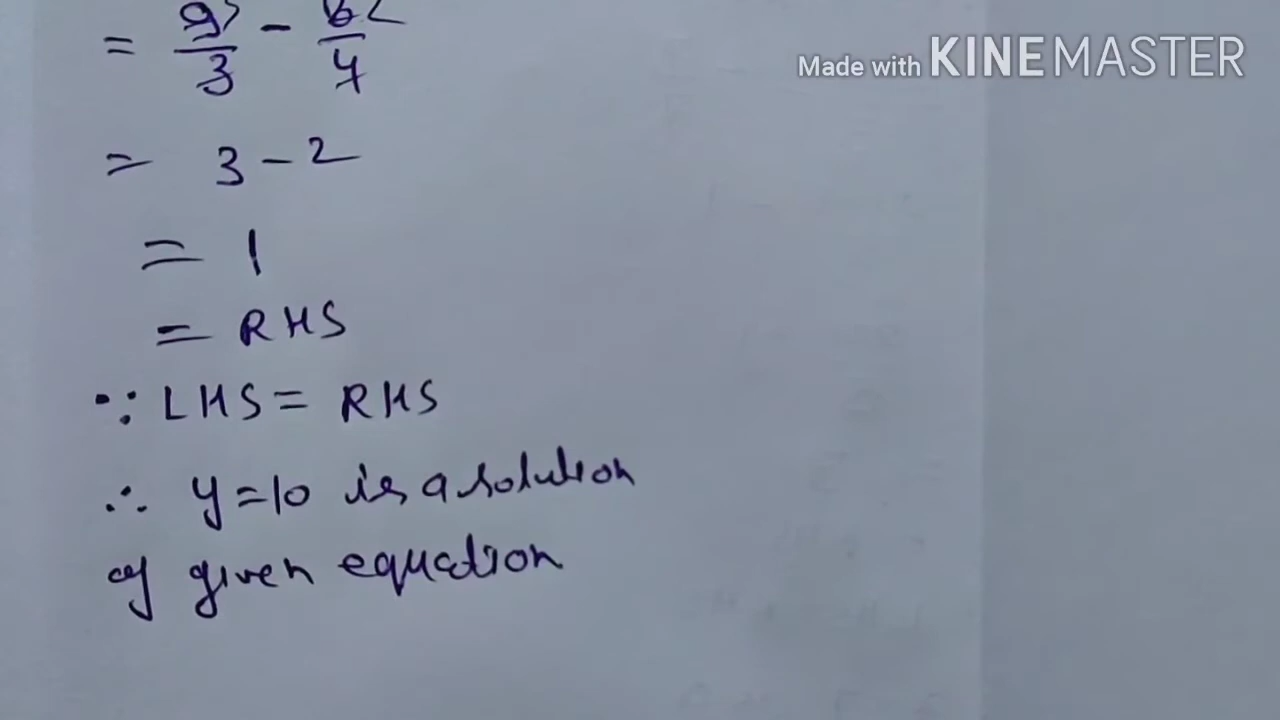 Made with KINEMASTER
= 9/3 - 8/4
= 3 - 2
= 1
= RHS
∵ LHS = RHS
∴ y = 10 is a solution
of given equation